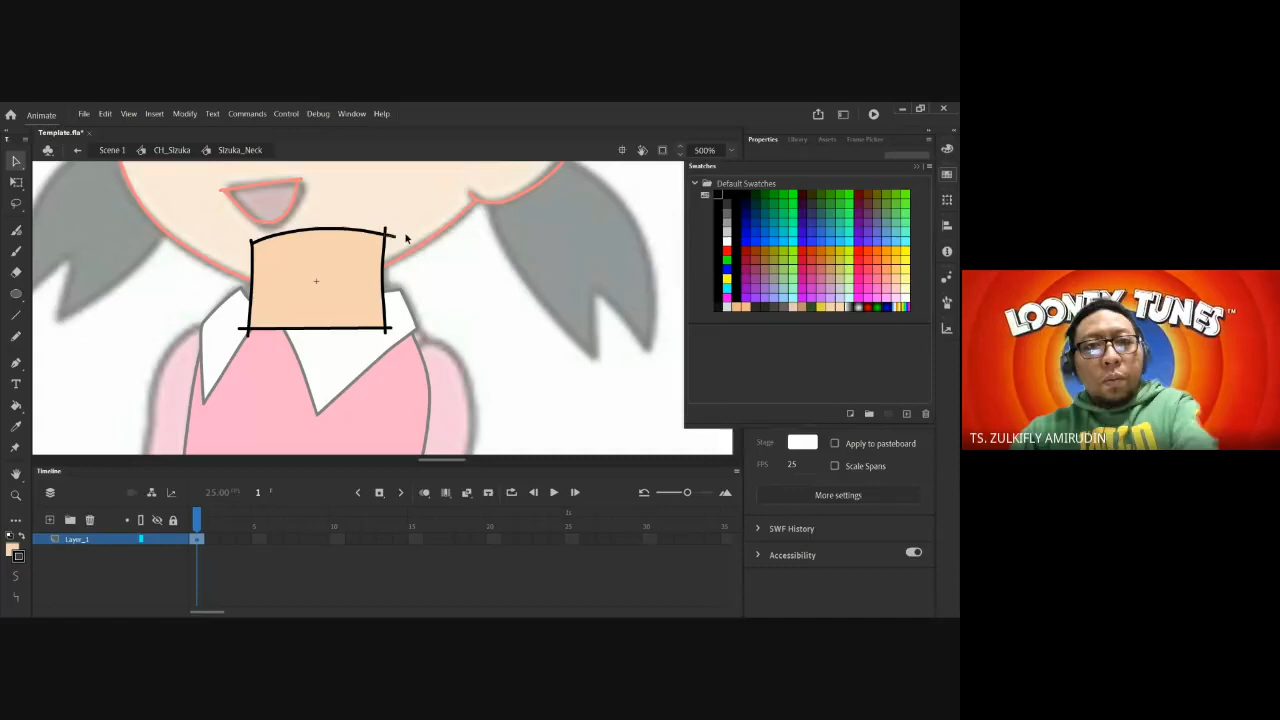 Animate File Edit View Insert Modify Text Commands Control Debug Window Help
Template.fla*
Scene 1 CH_Sizuka Sizuka_Neck 500%
Properties Library Assets Frame Picker
Swatches
Default Swatches
LOONEY TUNES ™
TS. ZULKIFLY AMIRUDIN
Stage Apply to pasteboard
FPS 25 Scale Spans
More settings
SWF History
Accessibility
Timeline
25.00 FPS 1 F
1s
5 10 15 20 25 30 35
Layer_1